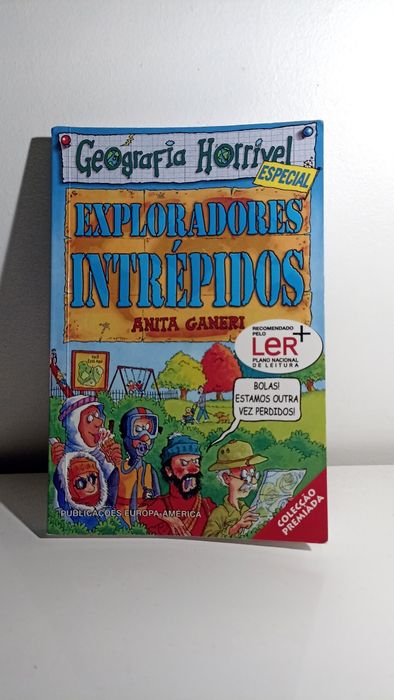 Geografia Horrível
ESPECIAL
EXPLORADORES
INTRÉPIDOS
ANITA GANERI
RECOMENDADO
PELO
LeR+
PLANO NACIONAL
DE LEITURA
BOLAS!
ESTAMOS OUTRA
VEZ PERDIDOS!
COLECÇÃO
PREMIADA
PUBLICAÇÕES EUROPA-AMÉRICA